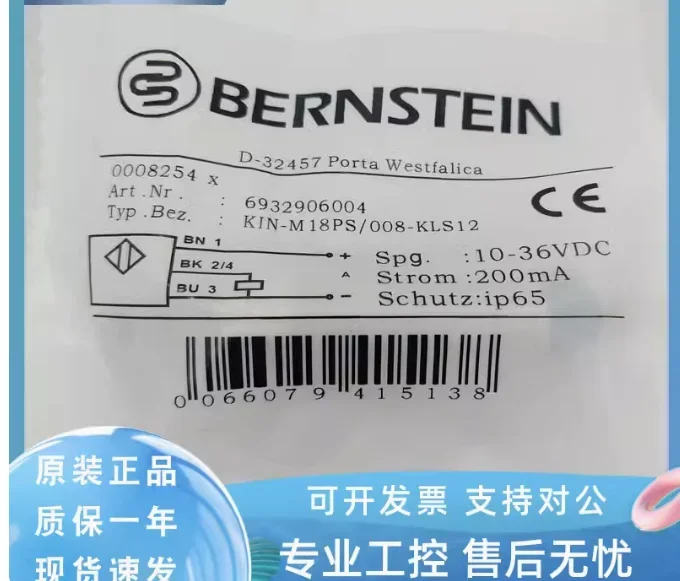 BERNSTEIN
D-32457 Porta Westfalica
0008254 x
Art.Nr. : 6932906004
Typ.Bez. : KIN-M18PS/008-KLS12
BN 1
+
BK 2/4
A
BU 3
-
Spg. :10-36VDC
Strom :200mA
Schutz:ip65
CE
0 066079 415138
原装正品
质保一年
现货速发
可开发票 支持对公
专业工控 售后无忧